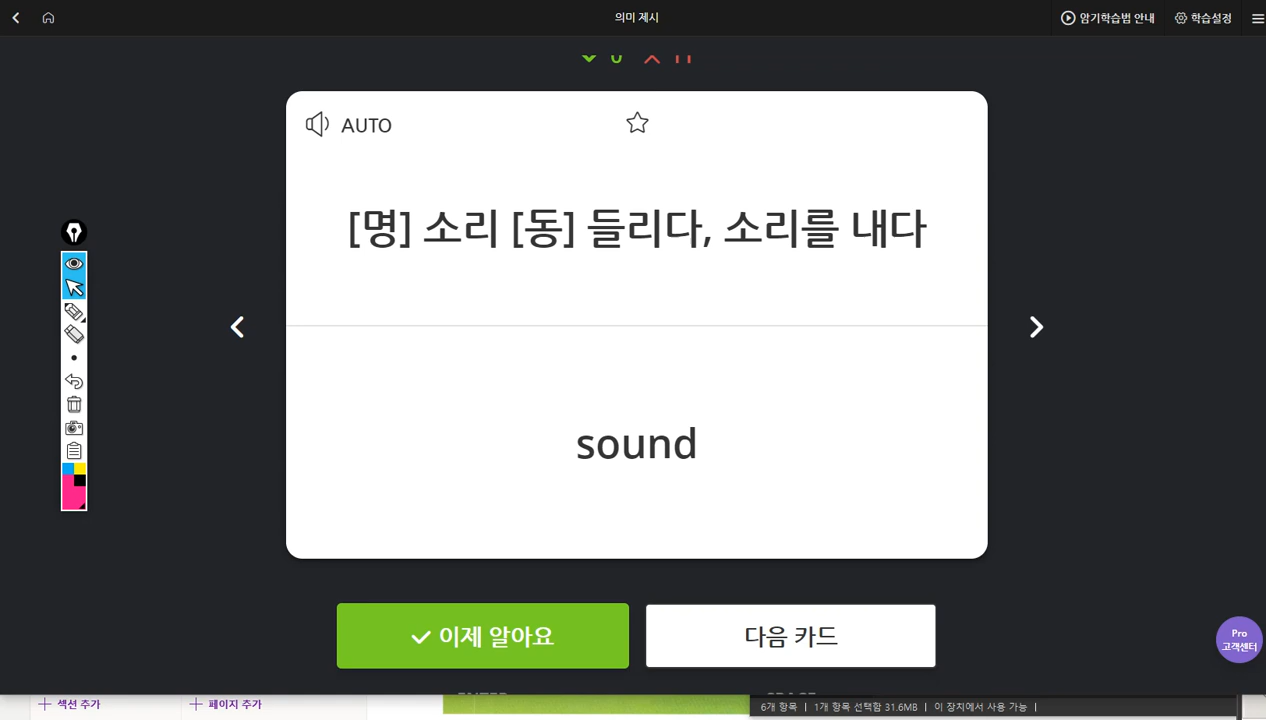 의미 제시
암기학습법 안내
학습설정
AUTO
[명] 소리 [동] 들리다, 소리를 내다
sound
이제 알아요
다음 카드
Pro
고객센터
섹션 추가
페이지 추가
6개 항목 | 1개 항목 선택함 31.6MB | 이 장치에서 사용 가능 |